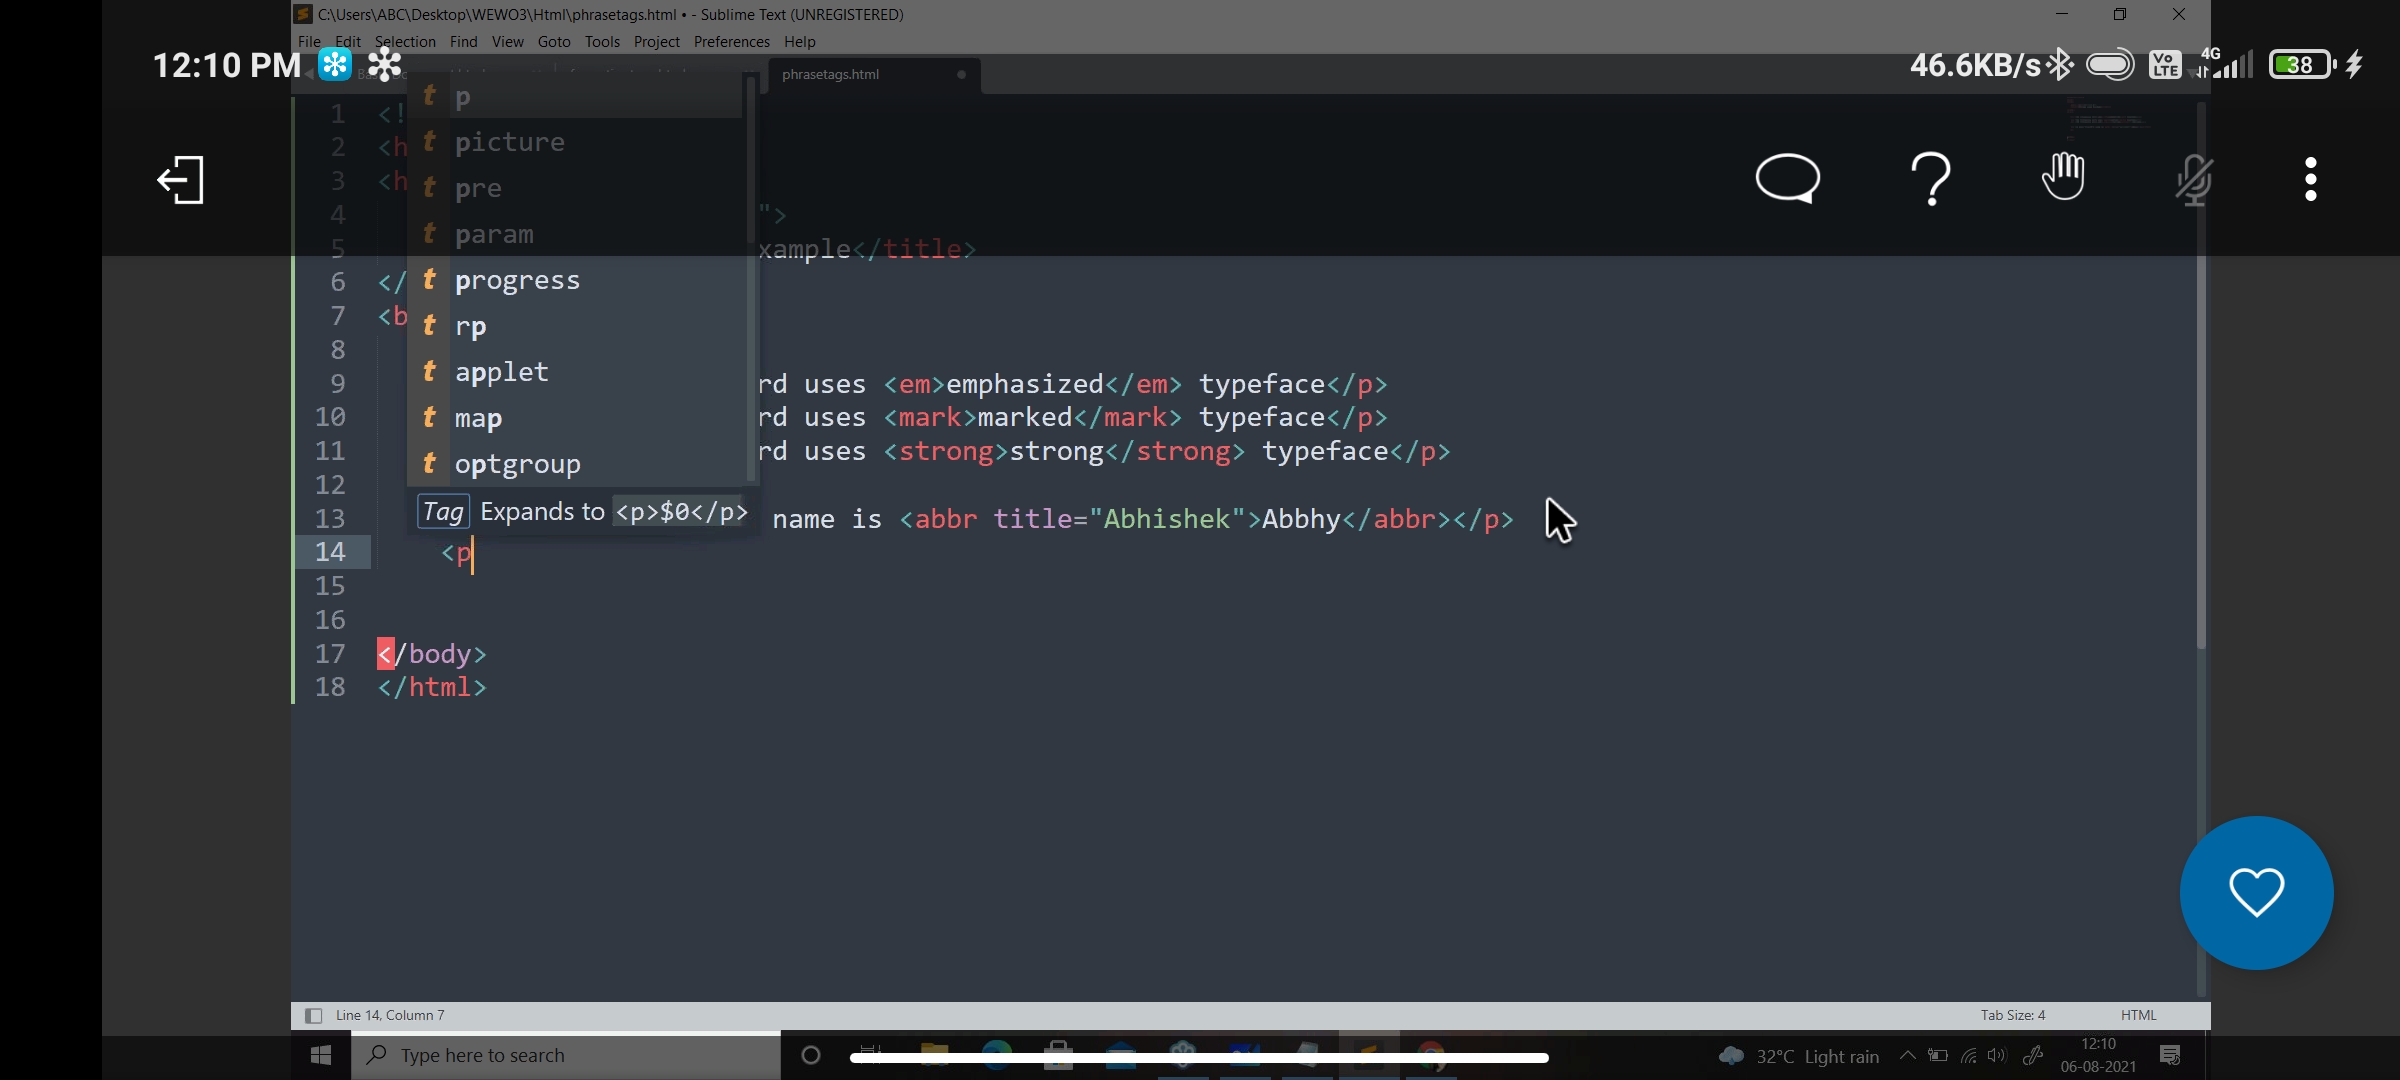 C:\Users\ABC\Desktop\WEWO3\Html\phrasetags.html • - Sublime Text (UNREGISTERED)
File Edit Selection Find View Goto Tools Project Preferences Help
12:10 PM
46.6KB/s
Vo LTE
4G
38
phrasetags.html
t p
t picture
t pre
t param
t progress
t rp
t applet
t map
t optgroup
Tag Expands to <p>$0</p>
1 <!
2 <h
3 <h
4 ">
5 xample</title>
6 </
7 <b
8
9 rd uses <em>emphasized</em> typeface</p>
10 rd uses <mark>marked</mark> typeface</p>
11 rd uses <strong>strong</strong> typeface</p>
12
13 name is <abbr title="Abhishek">Abbhy</abbr></p>
14 <p
15
16
17 </body>
18 </html>
Line 14, Column 7
Tab Size: 4
HTML
Type here to search
32°C Light rain
12:10
06-08-2021